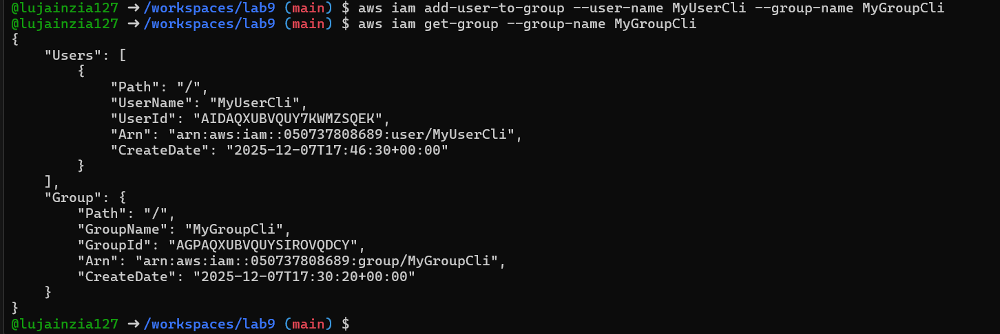 @lujainzia127 ➜ /workspaces/lab9 (main) $ aws iam add-user-to-group --user-name MyUserCli --group-name MyGroupCli
@lujainzia127 ➜ /workspaces/lab9 (main) $ aws iam get-group --group-name MyGroupCli
{
    "Users": [
        {
            "Path": "/",
            "UserName": "MyUserCli",
            "UserId": "AIDAQXUBVQUY7KWMZSQEK",
            "Arn": "arn:aws:iam::050737808689:user/MyUserCli",
            "CreateDate": "2025-12-07T17:46:30+00:00"
        }
    ],
    "Group": {
        "Path": "/",
        "GroupName": "MyGroupCli",
        "GroupId": "AGPAQXUBVQUYSIROVQDCY",
        "Arn": "arn:aws:iam::050737808689:group/MyGroupCli",
        "CreateDate": "2025-12-07T17:30:20+00:00"
    }
}
@lujainzia127 ➜ /workspaces/lab9 (main) $